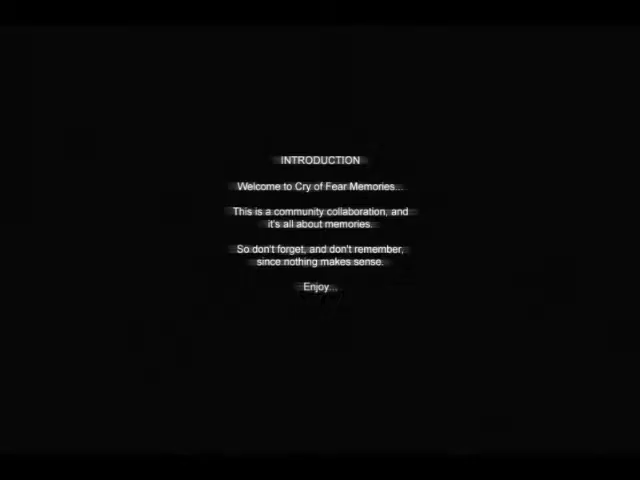 INTRODUCTION
Welcome to Cry of Fear Memories...
This is a community collaboration, and
it's all about memories.
So don't forget, and don't remember,
since nothing makes sense.
Enjoy...